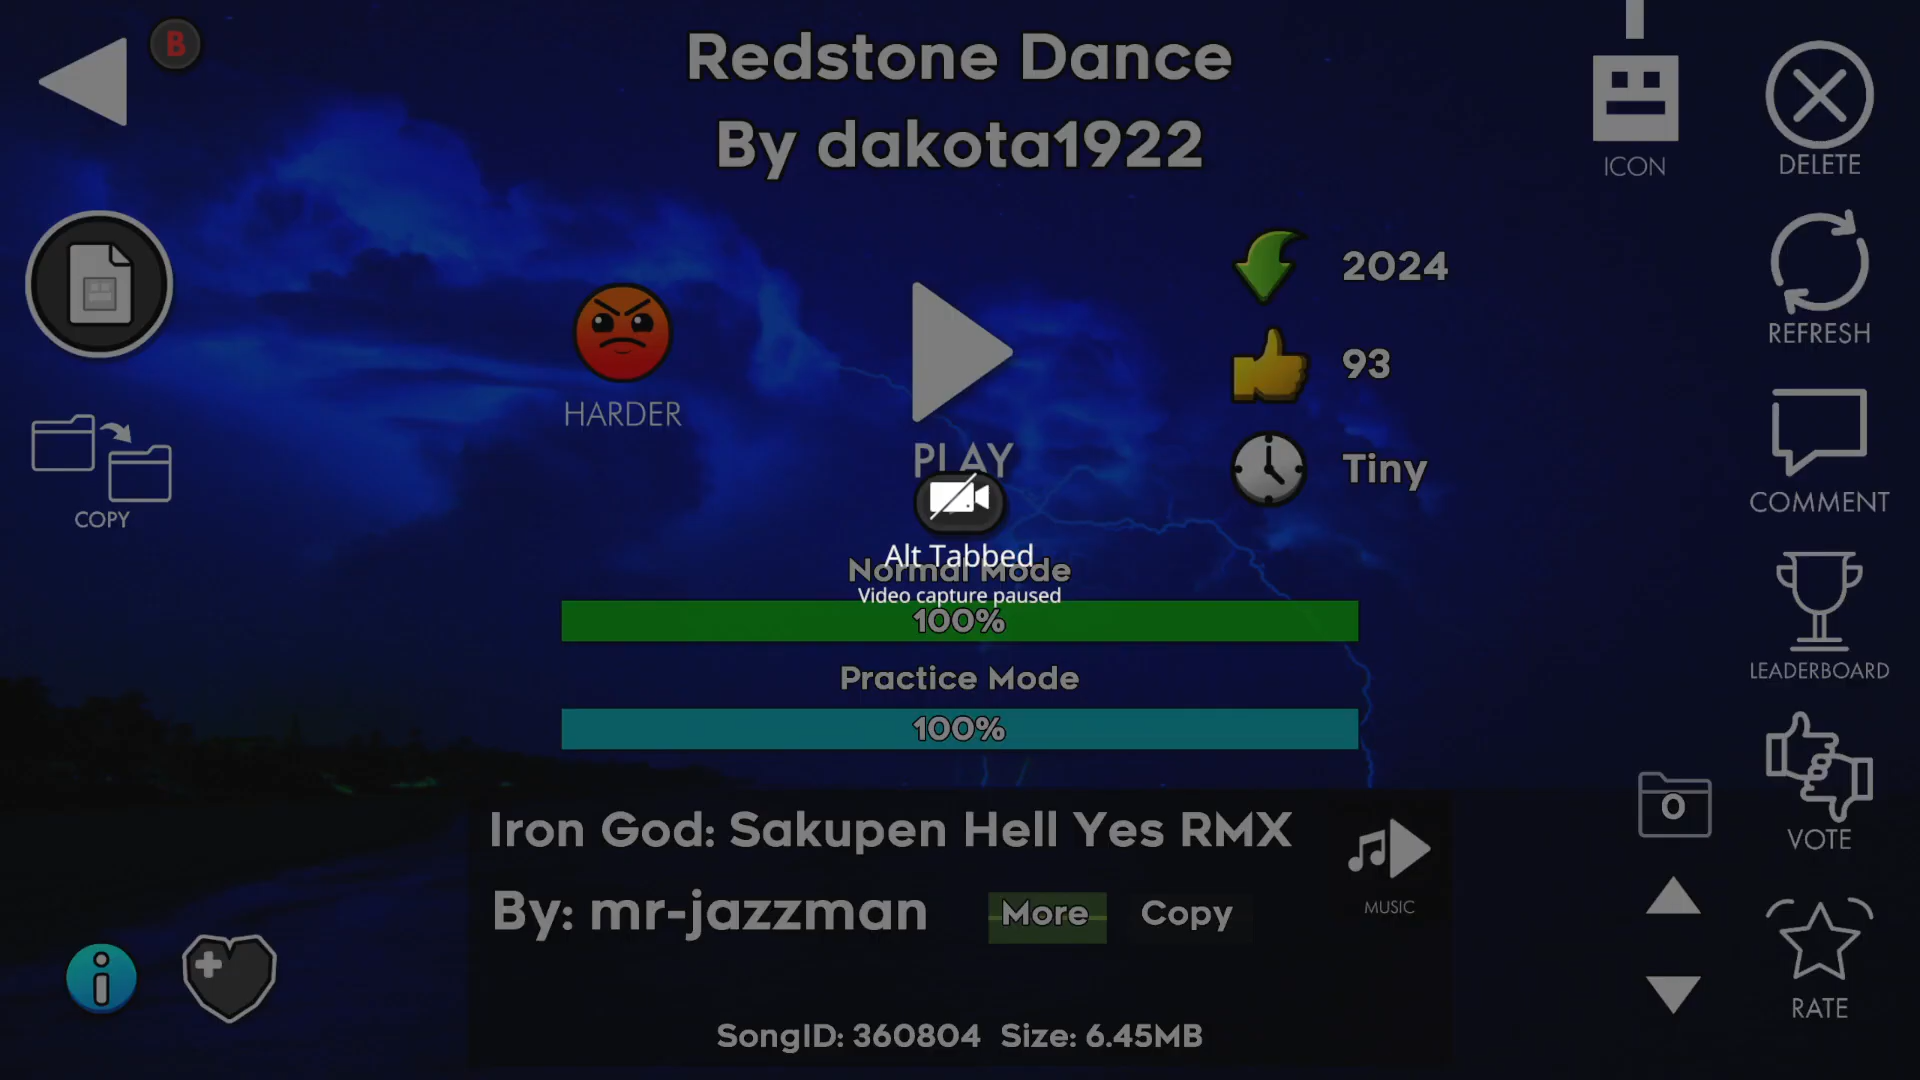 B
Redstone Dance
By dakota1922
ICON
DELETE
2024
REFRESH
93
HARDER
PLAY
Tiny
COMMENT
COPY
Alt Tabbed
Normal Mode
Video capture paused
100%
LEADERBOARD
Practice Mode
100%
0
VOTE
Iron God: Sakupen Hell Yes RMX
By: mr-jazzman
More
Copy
MUSIC
RATE
SongID: 360804 Size: 6.45MB